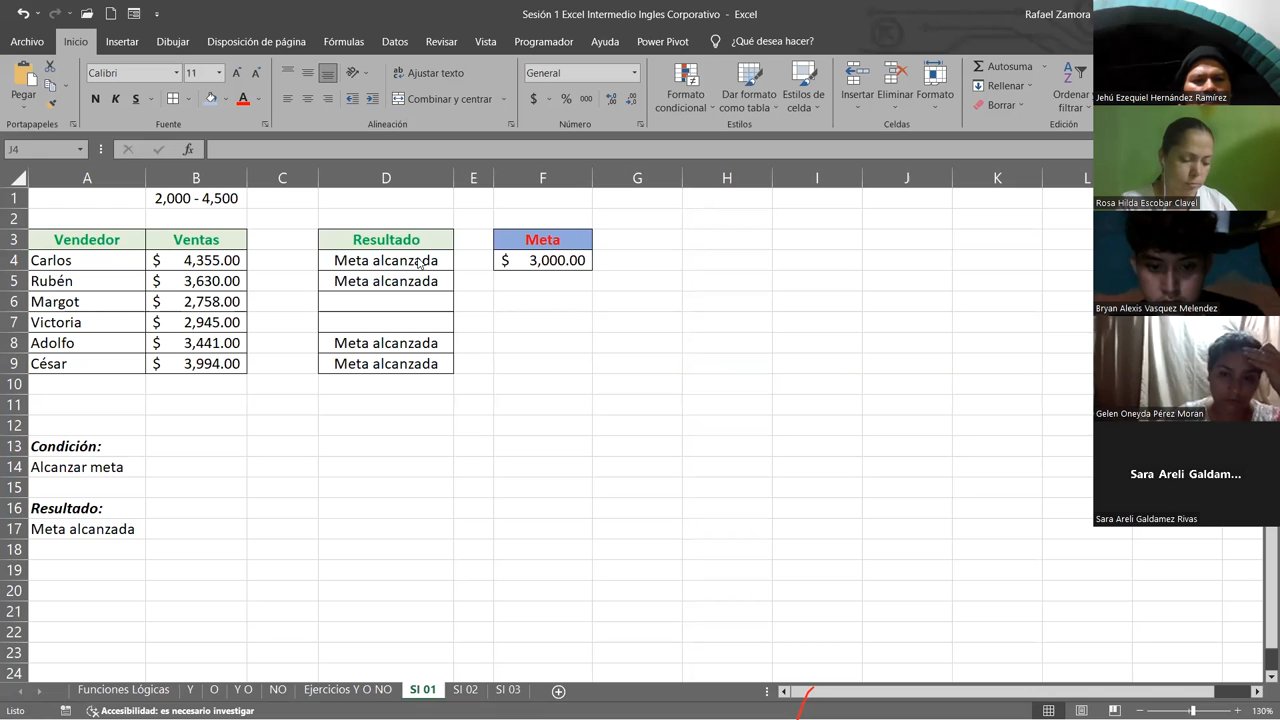 Sesión 1 Excel Intermedio Ingles Corporativo - Excel
Rafael Zamora
Archivo Inicio Insertar Dibujar Disposición de página Fórmulas Datos Revisar Vista Programador Ayuda Power Pivot ¿Qué desea hacer?
Pegar
Calibri 11
N K S
Ajustar texto
Combinar y centrar
General
$ % 000
Formato condicional
Dar formato como tabla
Estilos de celda
Insertar Eliminar Formato
Autosuma
Rellenar
Borrar
Ordenar filtrar
Portapapeles Fuente Alineación Número Estilos Celdas Edición
J4 fx
A B C D E F G H I J K L
1 2,000 - 4,500
2
3 Vendedor Ventas Resultado Meta
4 Carlos $ 4,355.00 Meta alcanzada $ 3,000.00
5 Rubén $ 3,630.00 Meta alcanzada
6 Margot $ 2,758.00
7 Victoria $ 2,945.00
8 Adolfo $ 3,441.00 Meta alcanzada
9 César $ 3,994.00 Meta alcanzada
10
11
12
13 Condición:
14 Alcanzar meta
15
16 Resultado:
17 Meta alcanzada
18
19
20
21
22
23
24
Funciones Lógicas Y O Y O NO Ejercicios Y O NO SI 01 SI 02 SI 03
Listo Accesibilidad: es necesario investigar 130%
Jehú Ezequiel Hernández Ramírez
Rosa Hilda Escobar Clavel
Bryan Alexis Vasquez Melendez
Gelen Oneyda Pérez Moran
Sara Areli Galdam...
Sara Areli Galdamez Rivas